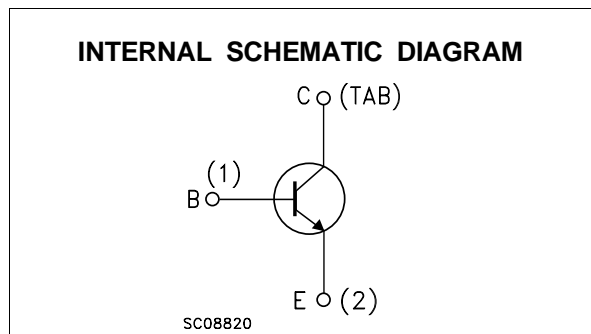 INTERNAL SCHEMATIC DIAGRAM
C (TAB)
(1)
B
E (2)
SC08820